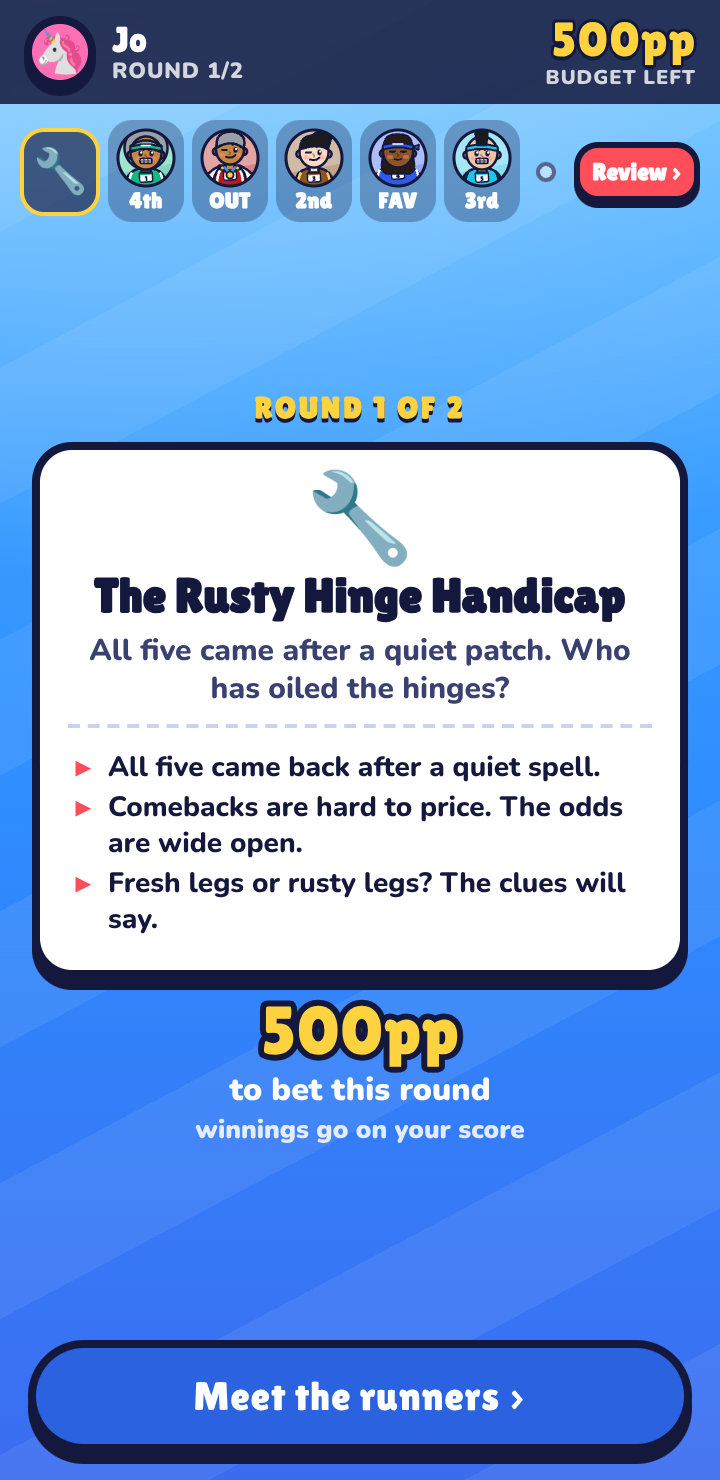 Jo
ROUND 1/2
500pp
BUDGET LEFT
4th
OUT
2nd
FAV
3rd
Review ›
ROUND 1 OF 2
The Rusty Hinge Handicap
All five came after a quiet patch. Who
has oiled the hinges?
All five came back after a quiet spell.
Comebacks are hard to price. The odds
are wide open.
Fresh legs or rusty legs? The clues will
say.
500pp
to bet this round
winnings go on your score
Meet the runners ›